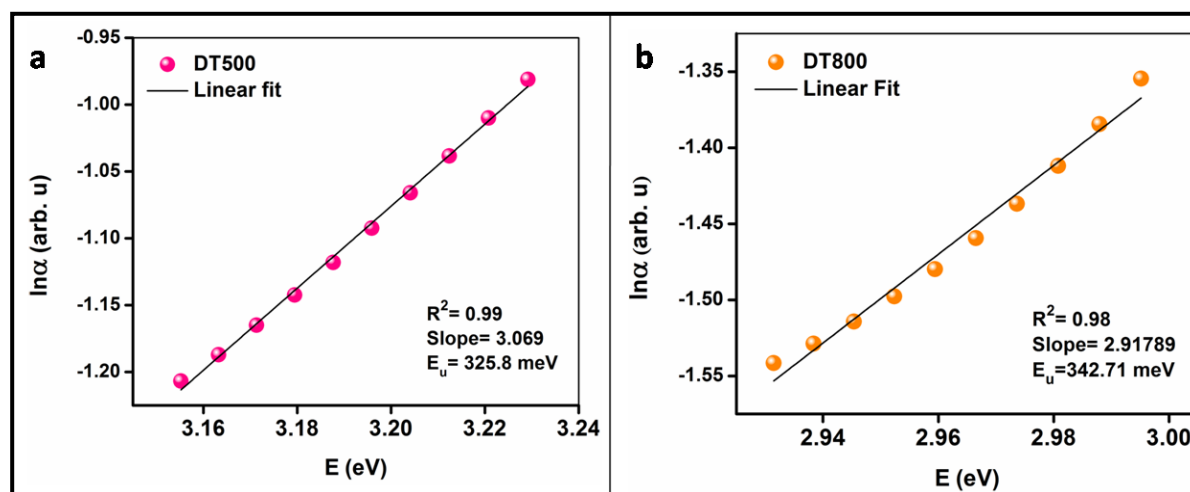 a
DT500
Linear fit
-0.95
-1.00
-1.05
-1.10
-1.15
-1.20
lnα (arb. u)
R²= 0.99
Slope= 3.069
Eᵤ= 325.8 meV
3.16
3.18
3.20
3.22
3.24
E (eV)
b
DT800
Linear Fit
-1.35
-1.40
-1.45
-1.50
-1.55
lnα (arb. u)
R²= 0.98
Slope= 2.91789
Eᵤ=342.71 meV
2.94
2.96
2.98
3.00
E (eV)